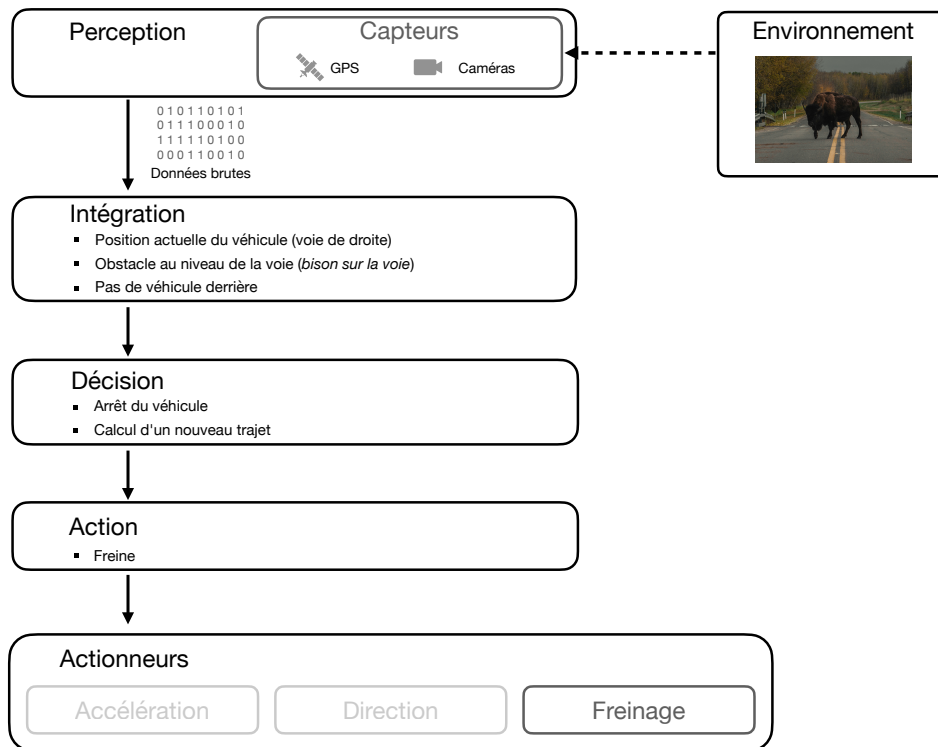 Perception
Capteurs
GPS
Caméras
Environnement
0 1 0 1 1 0 1 0 1
0 1 1 1 0 0 0 1 0
1 1 1 1 1 0 1 0 0
0 0 0 1 1 0 0 1 0
Données brutes
Intégration
▪ Position actuelle du véhicule (voie de droite)
▪ Obstacle au niveau de la voie (bison sur la voie)
▪ Pas de véhicule derrière
Décision
▪ Arrêt du véhicule
▪ Calcul d'un nouveau trajet
Action
▪ Freine
Actionneurs
Accélération
Direction
Freinage